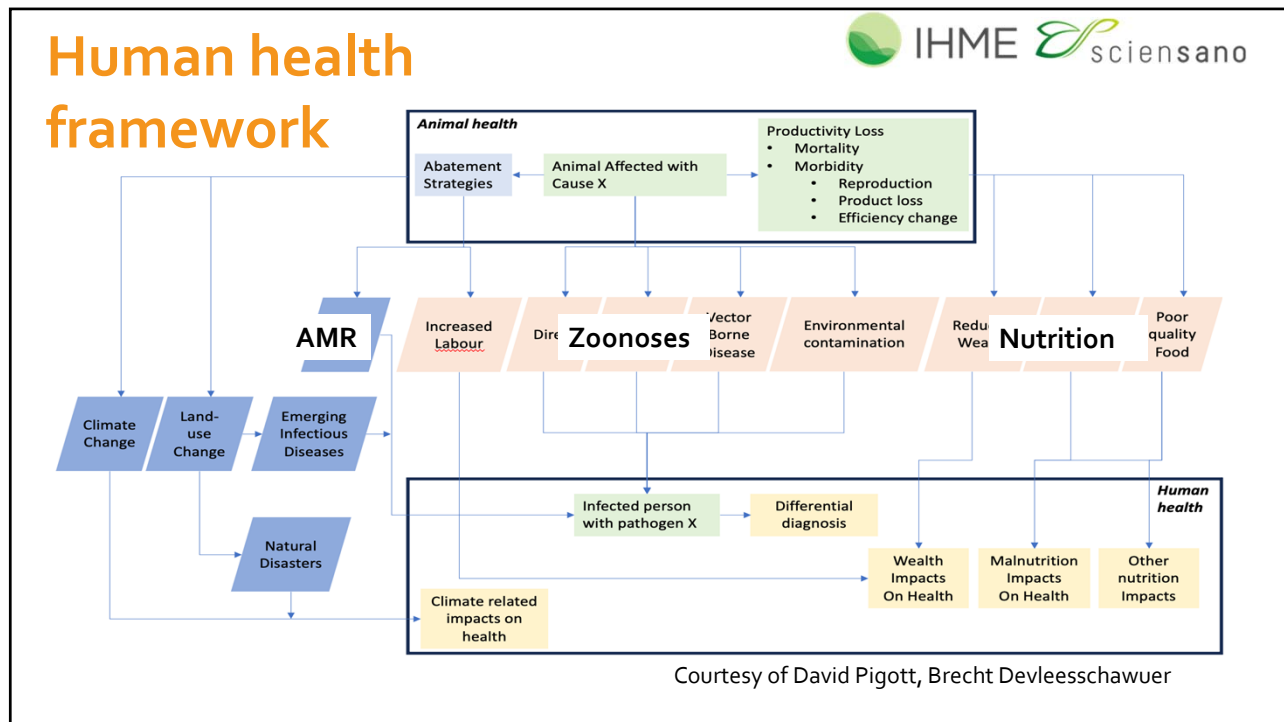 Human health
framework
IHME sciensano
Animal health
Abatement
Strategies
Animal Affected with
Cause X
Productivity Loss
• Mortality
• Morbidity
• Reproduction
• Product loss
• Efficiency change
AMR
Increased
Labour
Zoonoses
Vector
Borne
Disease
Environmental
contamination
Nutrition
Poor
quality
Food
Climate
Change
Land-
use
Change
Emerging
Infectious
Diseases
Natural
Disasters
Human
health
Infected person
with pathogen X
Differential
diagnosis
Wealth
Impacts
On Health
Malnutrition
Impacts
On Health
Other
nutrition
Impacts
Climate related
impacts on
health
Courtesy of David Pigott, Brecht Devleesschawuer